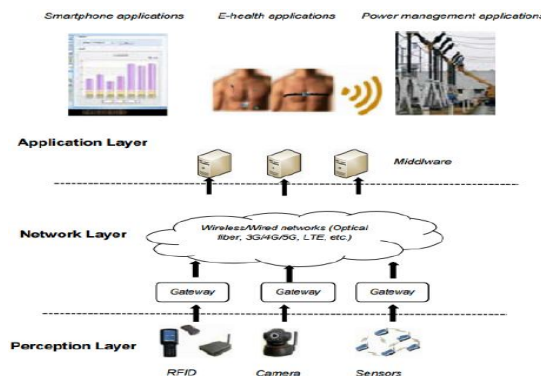 Smartphone applications
E-health applications
Power management applications
Application Layer
Middlware
Network Layer
Wireless/Wired networks (Optical
fiber, 3G/4G/5G, LTE, etc.)
Gateway
Gateway
Gateway
Perception Layer
RFID
Camera
Sensors